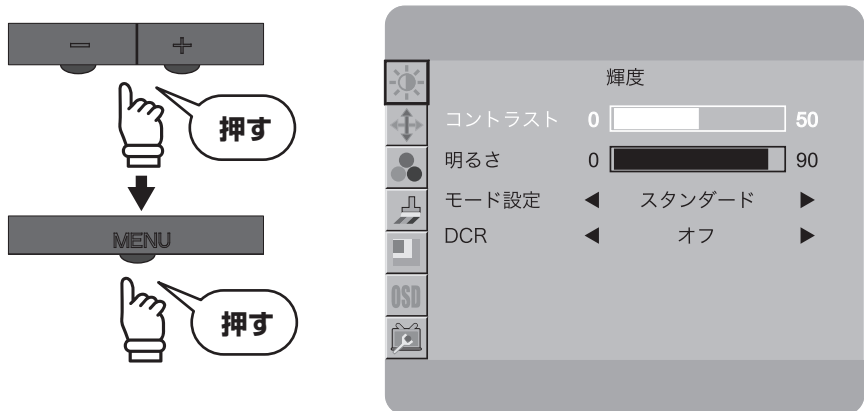 − +
押す
MENU
押す
輝度
コントラスト 0 50
明るさ 0 90
モード設定 ◀ スタンダード ▶
DCR ◀ オフ ▶
OSD